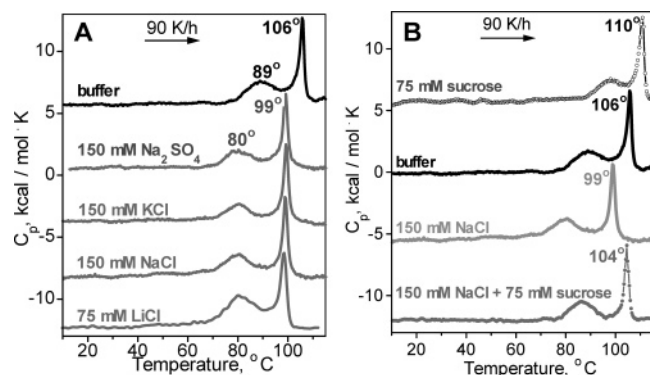 A
90 K/h
106°
buffer
89°
99°
150 mM Na₂SO₄
80°
150 mM KCl
150 mM NaCl
75 mM LiCl
10
5
0
-5
-10
Cₚ, kcal / mol · K
20 40 60 80 100
Temperature, °C
B
90 K/h
110°
75 mM sucrose
106°
buffer
99°
150 mM NaCl
104°
150 mM NaCl + 75 mM sucrose
10
5
0
-5
-10
Cₚ, kcal / mol · K
20 40 60 80 100
Temperature, °C